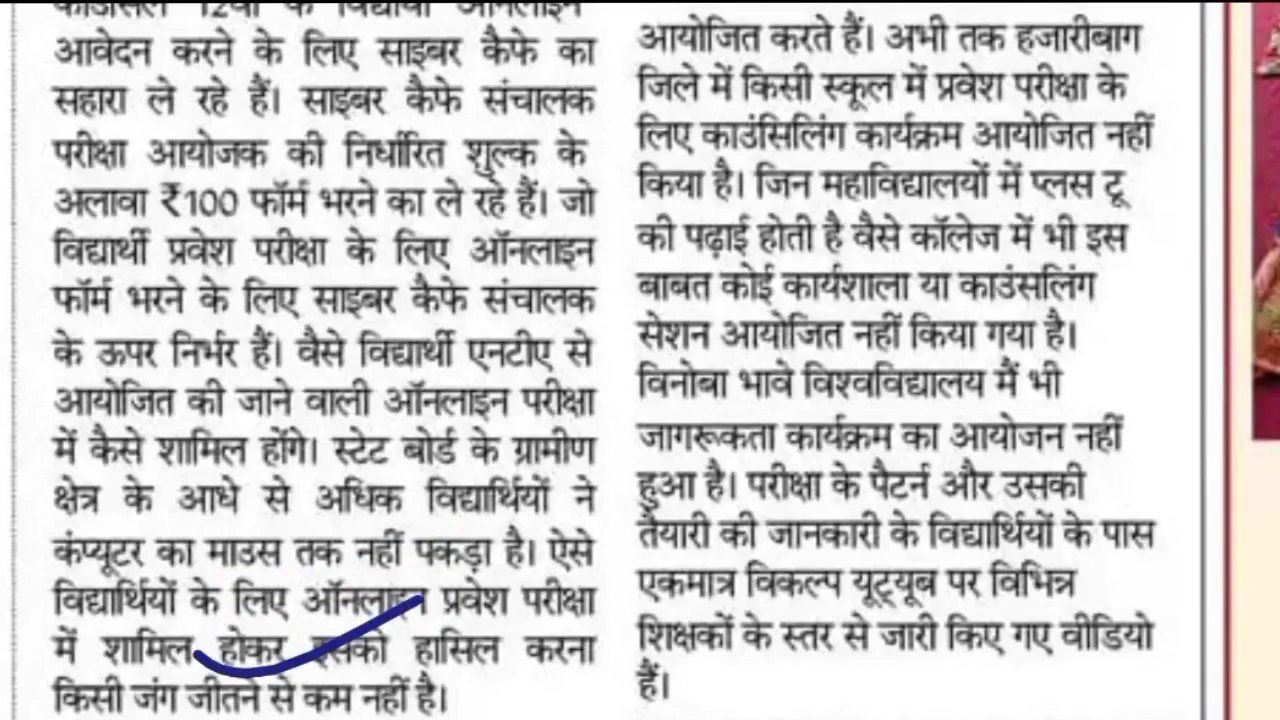 आवेदन करने के लिए साइबर कैफे का
सहारा ले रहे हैं। साइबर कैफे संचालक
परीक्षा आयोजक की निर्धारित शुल्क के
अलावा ₹100 फॉर्म भरने का ले रहे हैं। जो
विद्यार्थी प्रवेश परीक्षा के लिए ऑनलाइन
फॉर्म भरने के लिए साइबर कैफे संचालक
के ऊपर निर्भर हैं। वैसे विद्यार्थी एनटीए से
आयोजित की जाने वाली ऑनलाइन परीक्षा
में कैसे शामिल होंगे। स्टेट बोर्ड के ग्रामीण
क्षेत्र के आधे से अधिक विद्यार्थियों ने
कंप्यूटर का माउस तक नहीं पकड़ा है। ऐसे
विद्यार्थियों के लिए ऑनलाइन प्रवेश परीक्षा
में शामिल होकर इसको हासिल करना
किसी जंग जीतने से कम नहीं है।
आयोजित करते हैं। अभी तक हजारीबाग
जिले में किसी स्कूल में प्रवेश परीक्षा के
लिए काउंसिलिंग कार्यक्रम आयोजित नहीं
किया है। जिन महाविद्यालयों में प्लस टू
की पढ़ाई होती है वैसे कॉलेज में भी इस
बाबत कोई कार्यशाला या काउंसलिंग
सेशन आयोजित नहीं किया गया है।
विनोबा भावे विश्वविद्यालय मैं भी
जागरूकता कार्यक्रम का आयोजन नहीं
हुआ है। परीक्षा के पैटर्न और उसकी
तैयारी की जानकारी के विद्यार्थियों के पास
एकमात्र विकल्प यूट्यूब पर विभिन्न
शिक्षकों के स्तर से जारी किए गए वीडियो
हैं।